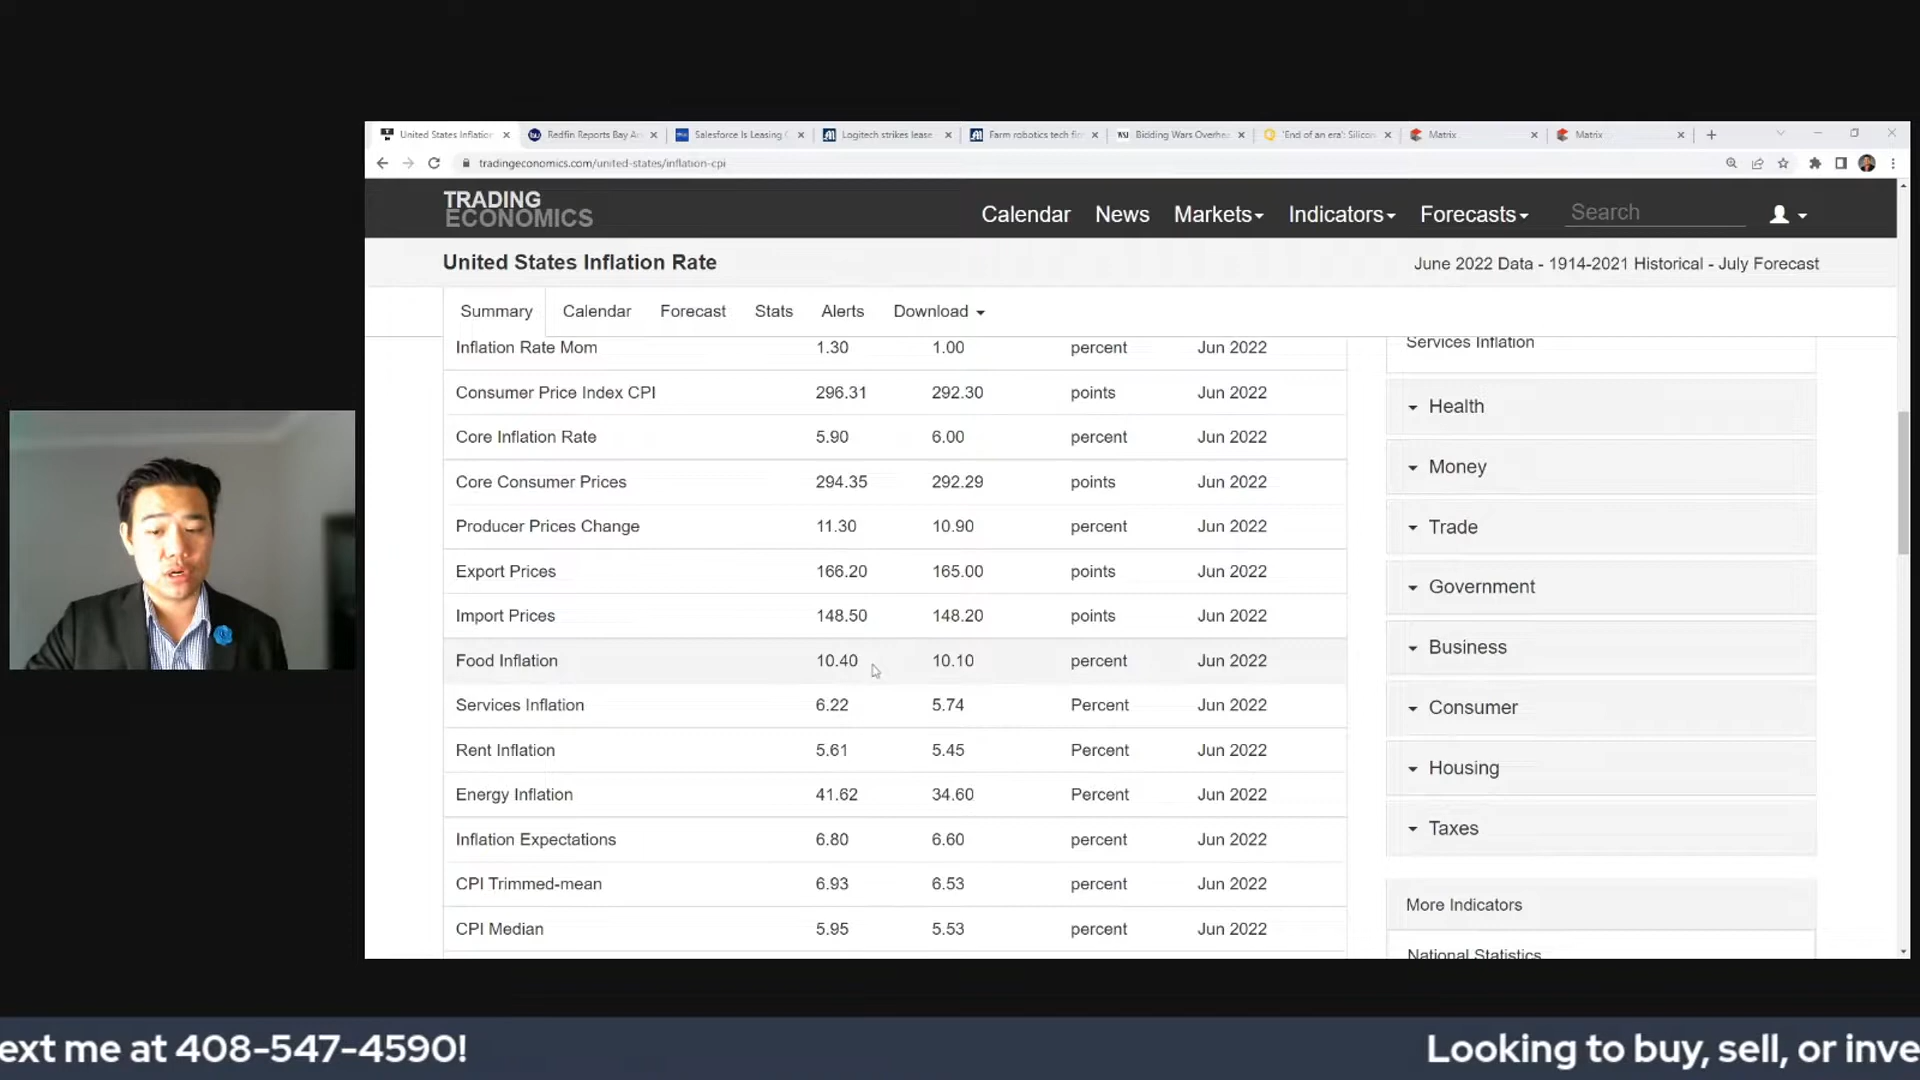 United States Inflation
Redfin Reports Bay Ar
Salesforce Is Leasing
Logitech strikes lease
Farm robotics tech fir
Bidding Wars Overhe
'End of an era': Silicon
Matrix
Matrix
tradingeconomics.com/united-states/inflation-cpi
TRADING
ECONOMICS
Calendar News Markets Indicators Forecasts Search
United States Inflation Rate
June 2022 Data - 1914-2021 Historical - July Forecast
Summary Calendar Forecast Stats Alerts Download
Inflation Rate Mom 1.30 1.00 percent Jun 2022
Consumer Price Index CPI 296.31 292.30 points Jun 2022
Core Inflation Rate 5.90 6.00 percent Jun 2022
Core Consumer Prices 294.35 292.29 points Jun 2022
Producer Prices Change 11.30 10.90 percent Jun 2022
Export Prices 166.20 165.00 points Jun 2022
Import Prices 148.50 148.20 points Jun 2022
Food Inflation 10.40 10.10 percent Jun 2022
Services Inflation 6.22 5.74 Percent Jun 2022
Rent Inflation 5.61 5.45 Percent Jun 2022
Energy Inflation 41.62 34.60 Percent Jun 2022
Inflation Expectations 6.80 6.60 percent Jun 2022
CPI Trimmed-mean 6.93 6.53 percent Jun 2022
CPI Median 5.95 5.53 percent Jun 2022
Services Inflation
Health
Money
Trade
Government
Business
Consumer
Housing
Taxes
More Indicators
National Statistics
ext me at 408-547-4590!
Looking to buy, sell, or inve